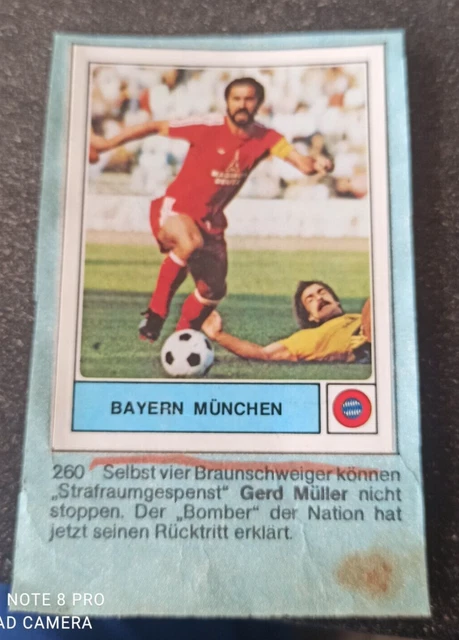 BAYERN MÜNCHEN
260 Selbst vier Braunschweiger können
„Strafraumgespenst“ Gerd Müller nicht
stoppen. Der „Bomber“ der Nation hat
jetzt seinen Rücktritt erklärt.
NOTE 8 PRO
AD CAMERA